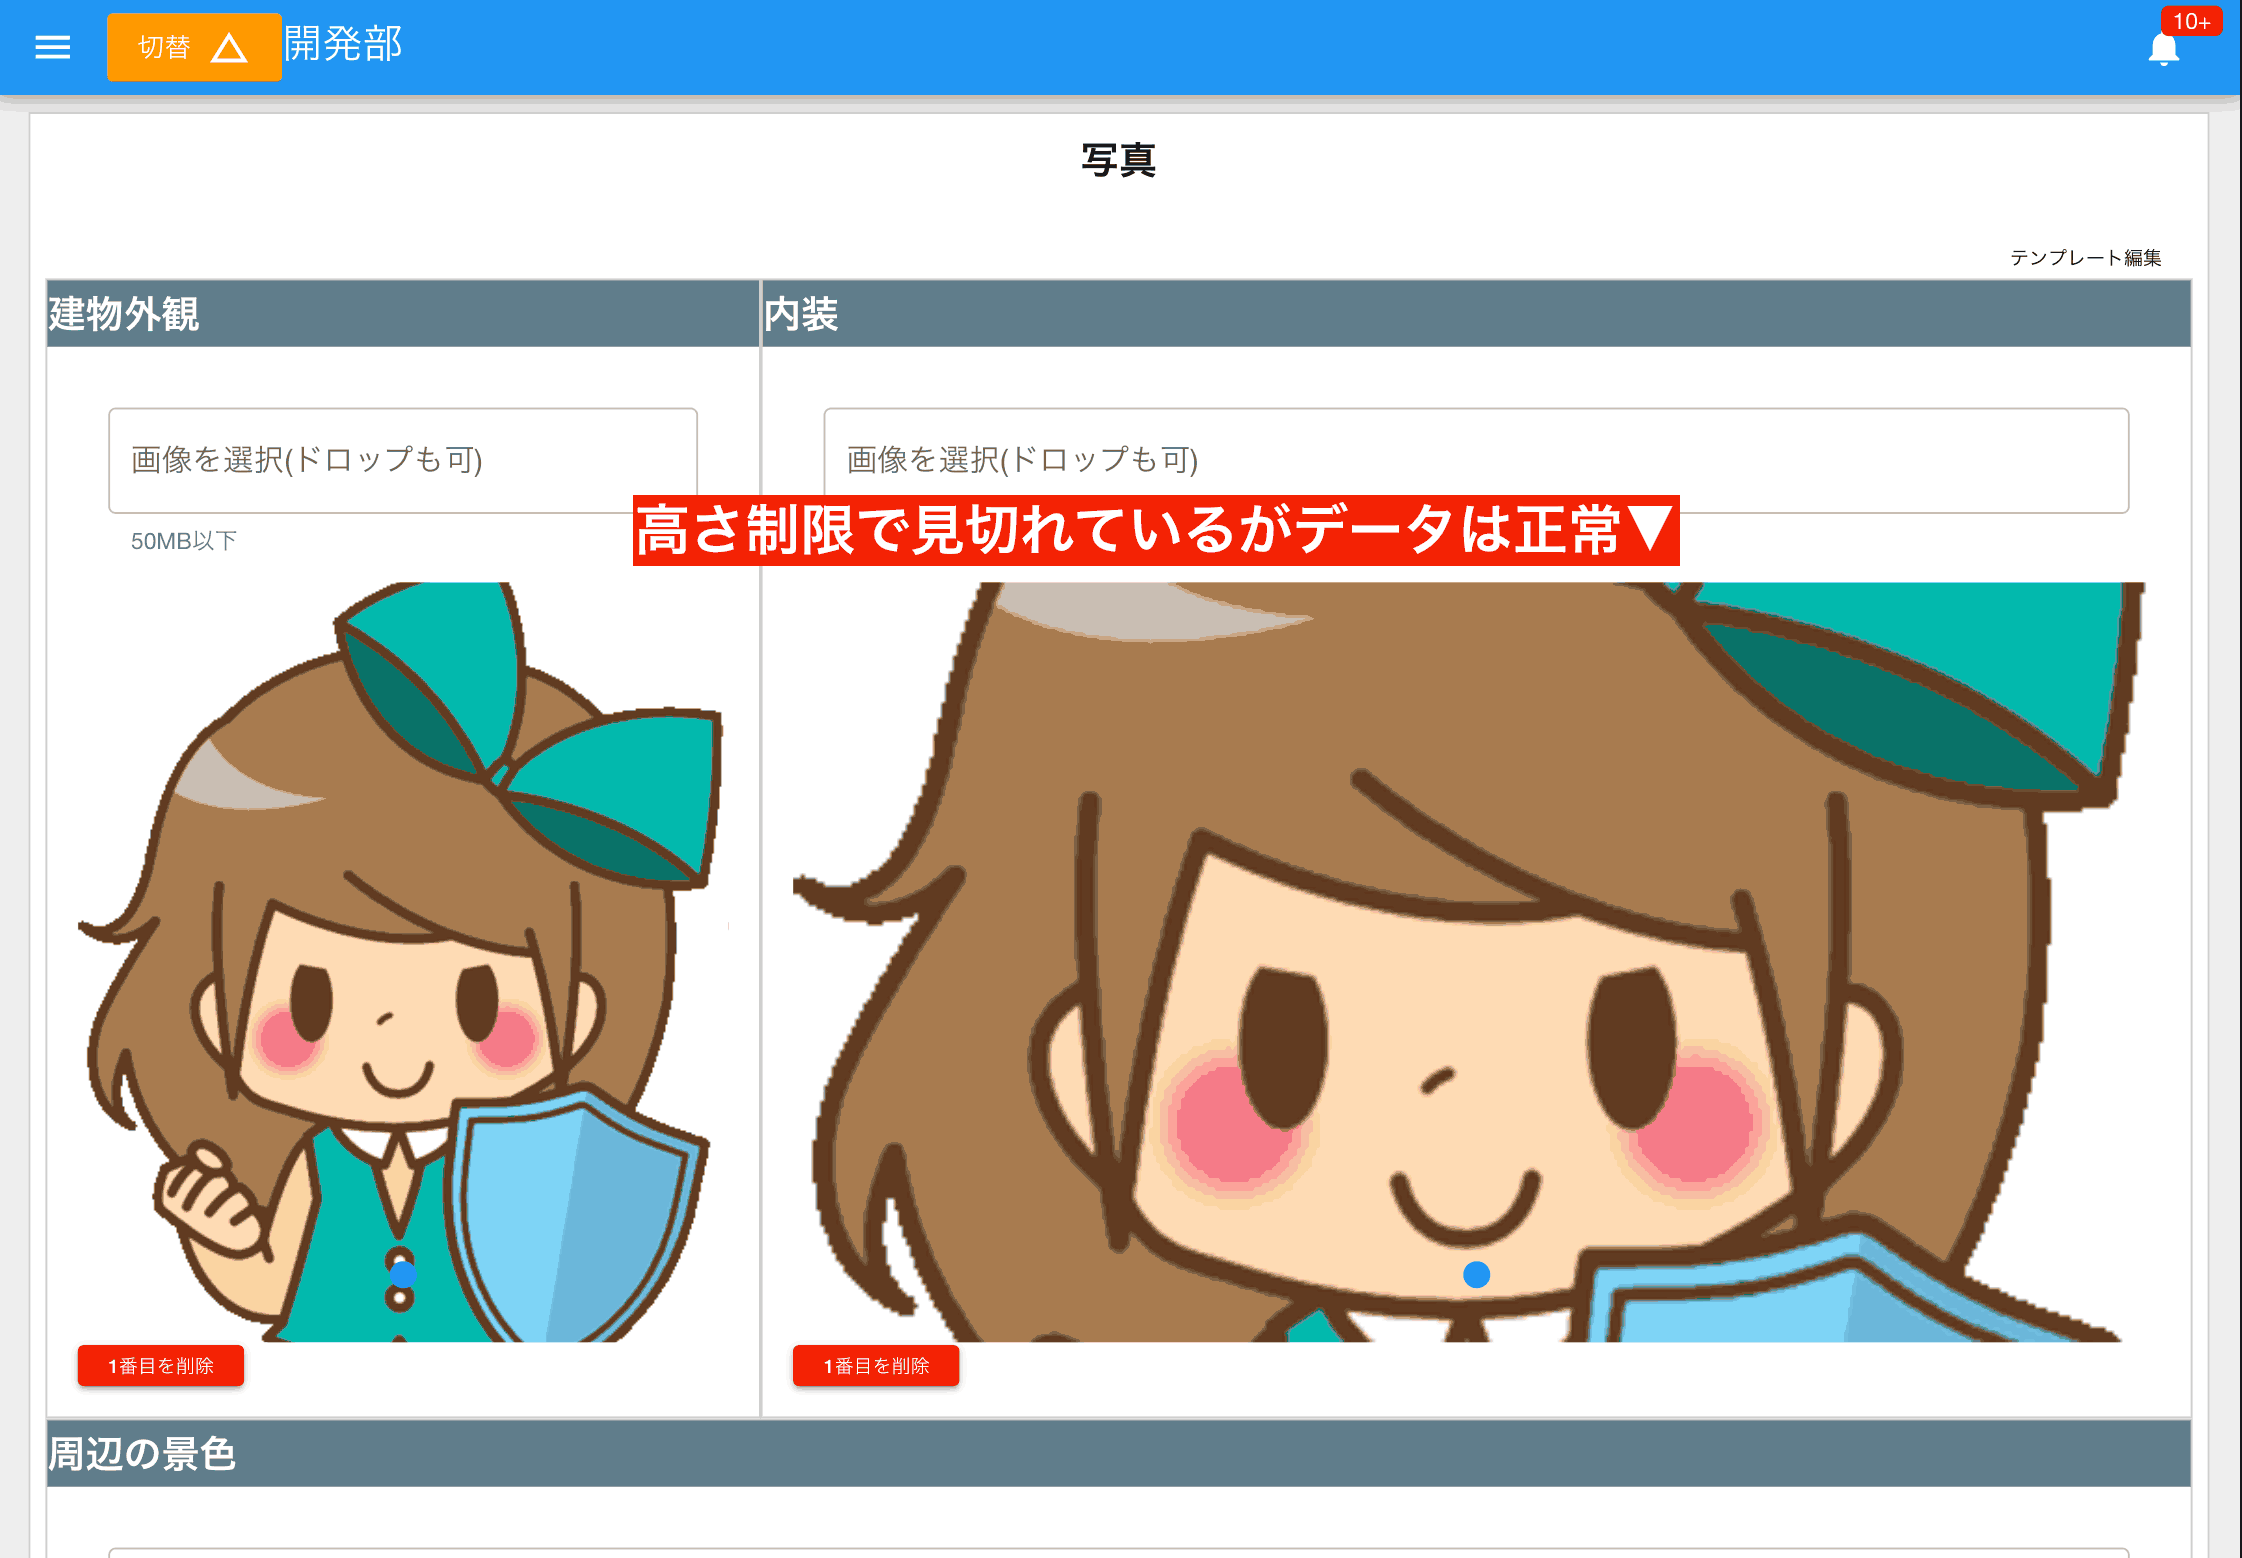 切替 △ 開発部
10+
写真
テンプレート編集
建物外観
内装
画像を選択(ドロップも可)
画像を選択(ドロップも可)
高さ制限で見切れているがデータは正常▼
50MB以下
1番目を削除
1番目を削除
周辺の景色